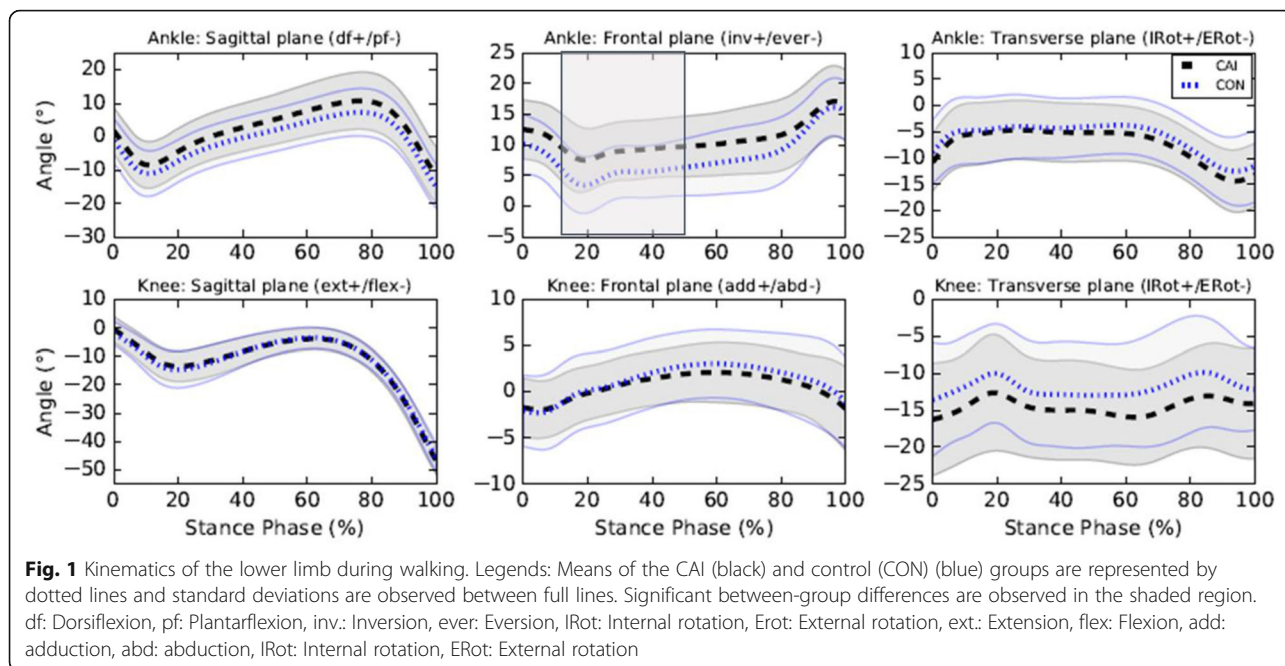 Ankle: Sagittal plane (df+/pf-)
Ankle: Frontal plane (inv+/ever-)
Ankle: Transverse plane (IRot+/ERot-)
Angle (°)
20
10
0
−10
−20
−30
0 20 40 60 80 100
25
20
15
10
5
0
−5
0 20 40 60 80 100
10
5
0
−5
−10
−15
−20
−25
0 20 40 60 80 100
CAI
CON
Knee: Sagittal plane (ext+/flex-)
Knee: Frontal plane (add+/abd-)
Knee: Transverse plane (IRot+/ERot-)
Angle (°)
10
0
−10
−20
−30
−40
−50
0 20 40 60 80 100
Stance Phase (%)
10
5
0
−5
−10
0 20 40 60 80 100
Stance Phase (%)
0
−5
−10
−15
−20
−25
0 20 40 60 80 100
Stance Phase (%)
Fig. 1 Kinematics of the lower limb during walking. Legends: Means of the CAI (black) and control (CON) (blue) groups are represented by
dotted lines and standard deviations are observed between full lines. Significant between-group differences are observed in the shaded region.
df: Dorsiflexion, pf: Plantarflexion, inv.: Inversion, ever: Eversion, IRot: Internal rotation, Erot: External rotation, ext.: Extension, flex: Flexion, add:
adduction, abd: abduction, IRot: Internal rotation, ERot: External rotation